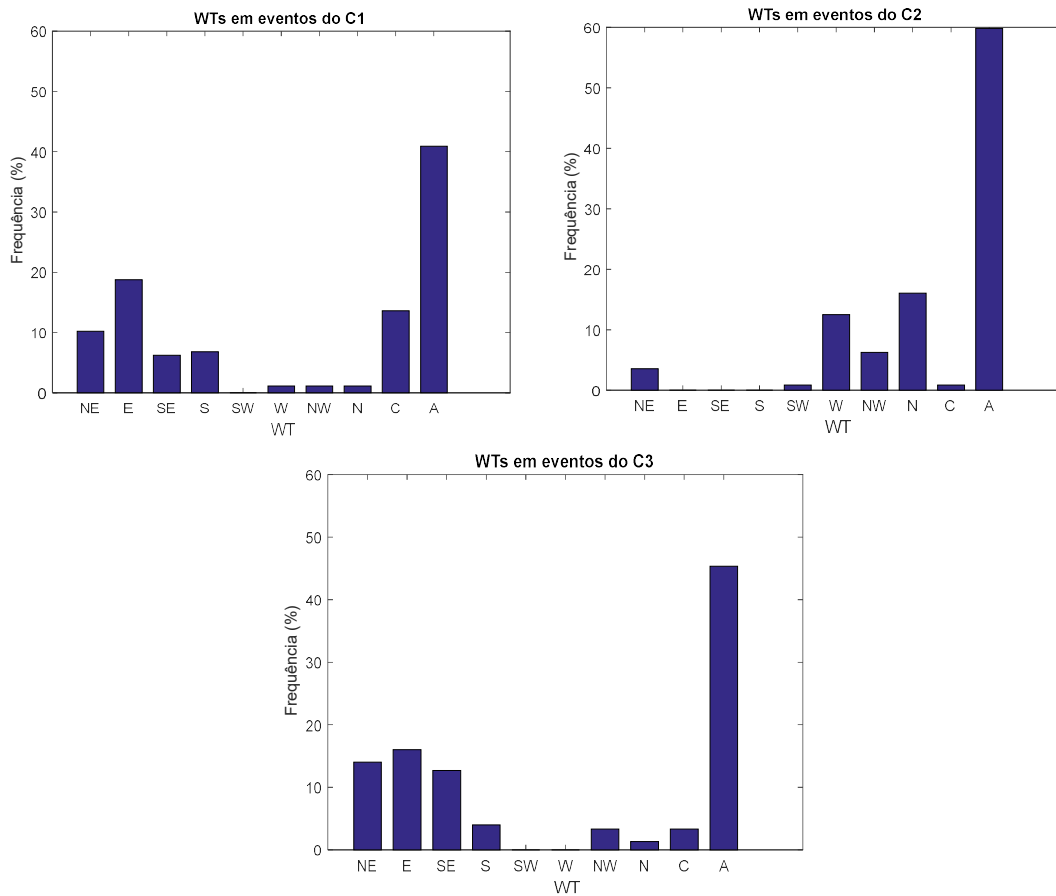 WTs em eventos do C1
Frequência (%)
60
50
40
30
20
10
0
NE E SE S SW W NW N C A
WT
WTs em eventos do C2
Frequência (%)
60
50
40
30
20
10
0
NE E SE S SW W NW N C A
WT
WTs em eventos do C3
Frequência (%)
60
50
40
30
20
10
0
NE E SE S SW W NW N C A
WT